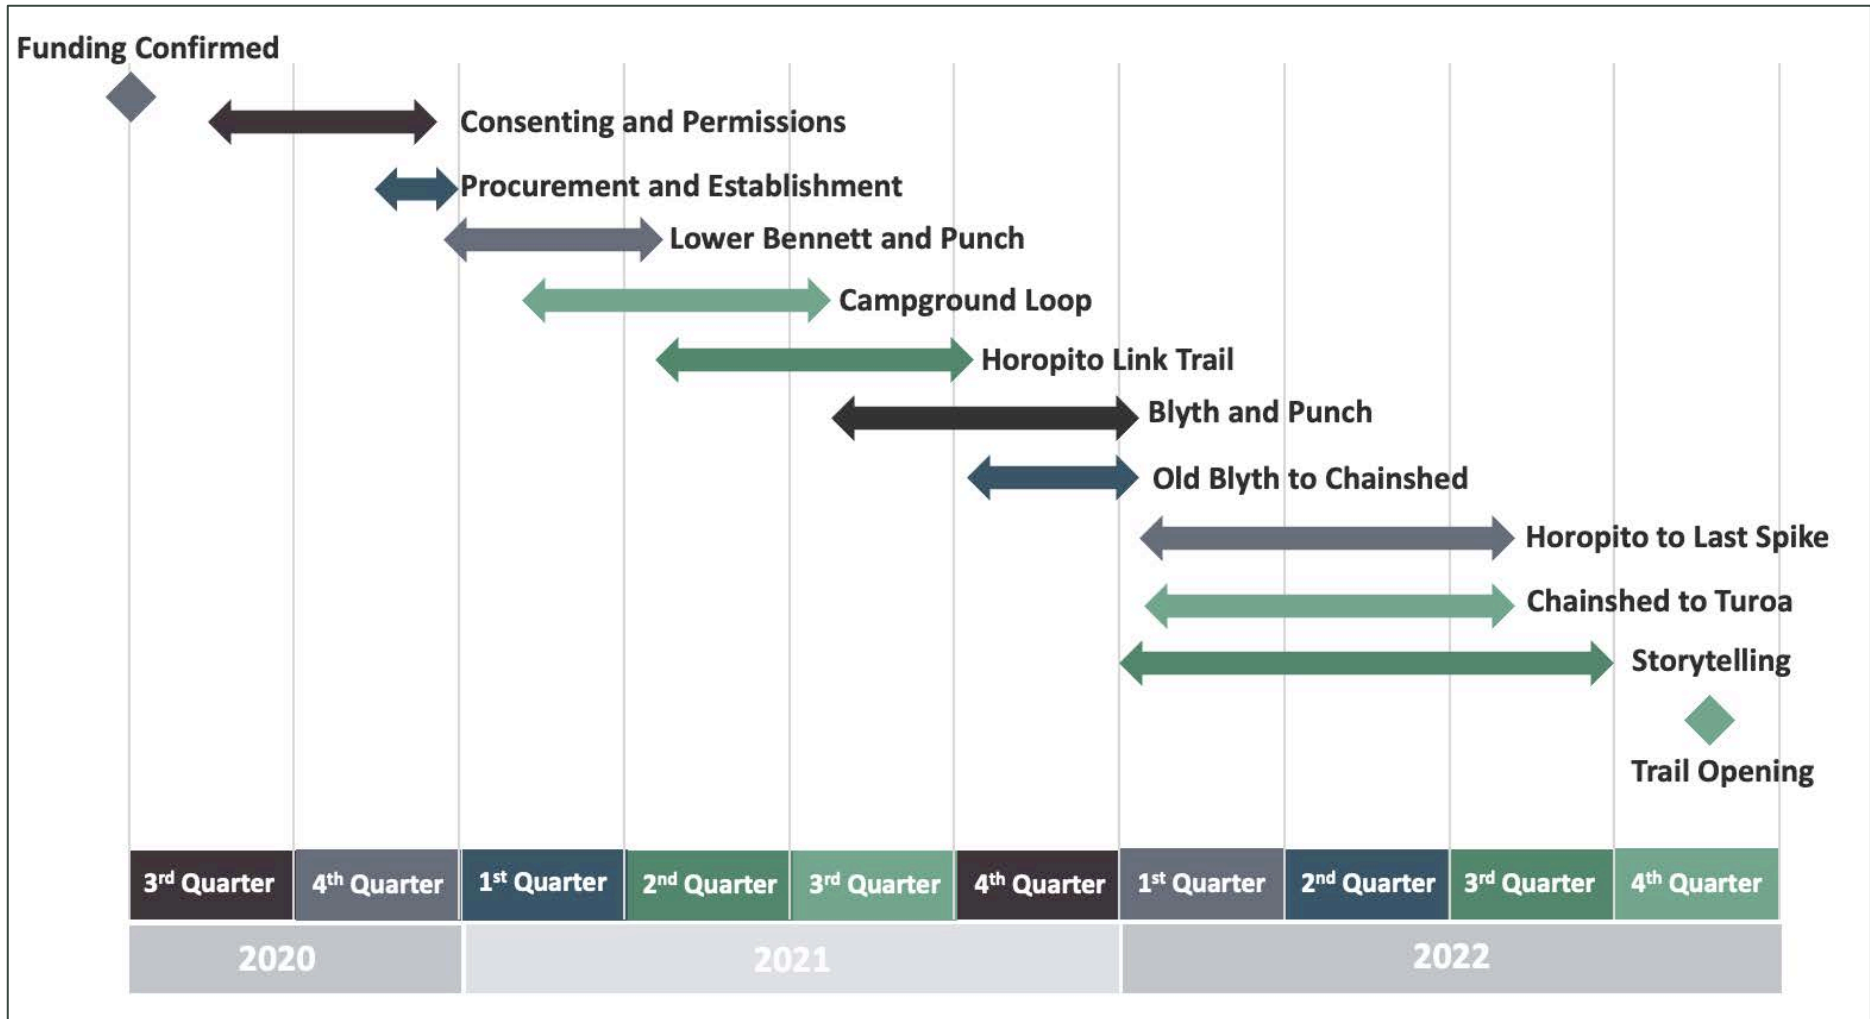 Funding Confirmed
Consenting and Permissions
Procurement and Establishment
Lower Bennett and Punch
Campground Loop
Horopito Link Trail
Blyth and Punch
Old Blyth to Chainshed
Horopito to Last Spike
Chainshed to Turoa
Storytelling
Trail Opening
3rd Quarter
4th Quarter
1st Quarter
2nd Quarter
3rd Quarter
4th Quarter
1st Quarter
2nd Quarter
3rd Quarter
4th Quarter
2020
2021
2022